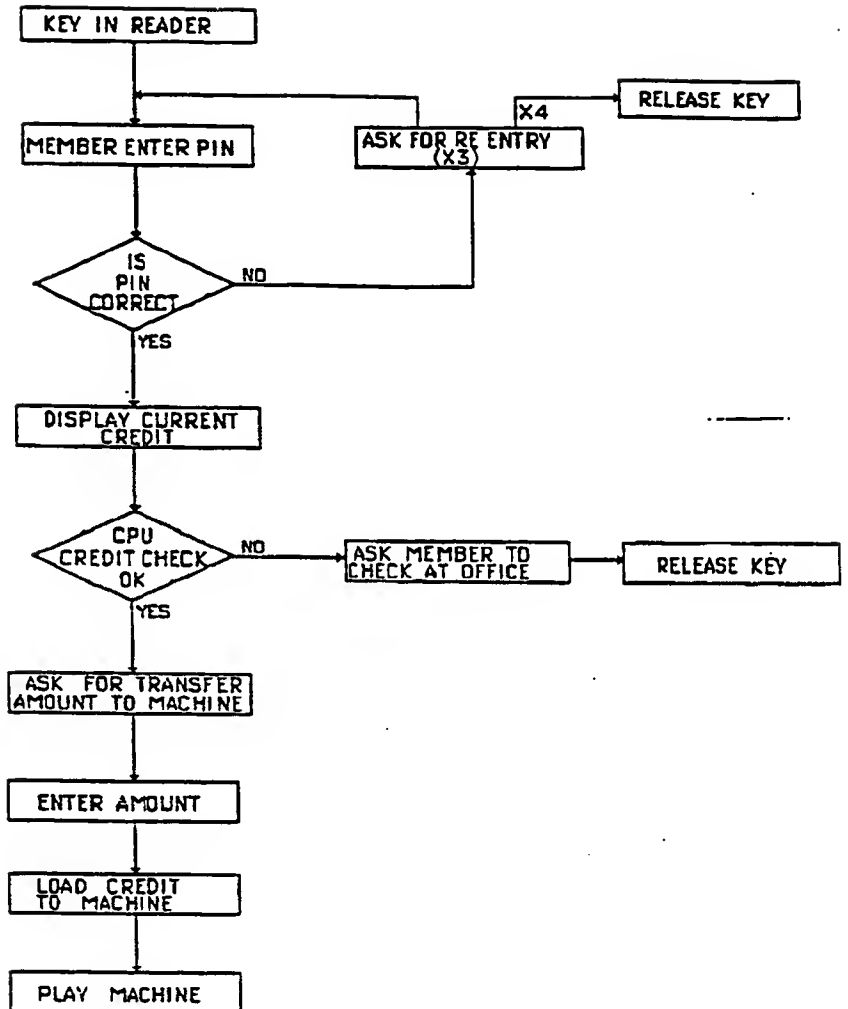 KEY IN READER
RELEASE KEY
X4
MEMBER ENTER PIN
ASK FOR RE ENTRY
(X3)
IS
PIN
CORRECT
NO
YES
DISPLAY CURRENT
CREDIT
CPU
CREDIT CHECK
OK
NO
ASK MEMBER TO
CHECK AT OFFICE
RELEASE KEY
YES
ASK FOR TRANSFER
AMOUNT TO MACHINE
ENTER AMOUNT
LOAD CREDIT
TO MACHINE
PLAY MACHINE